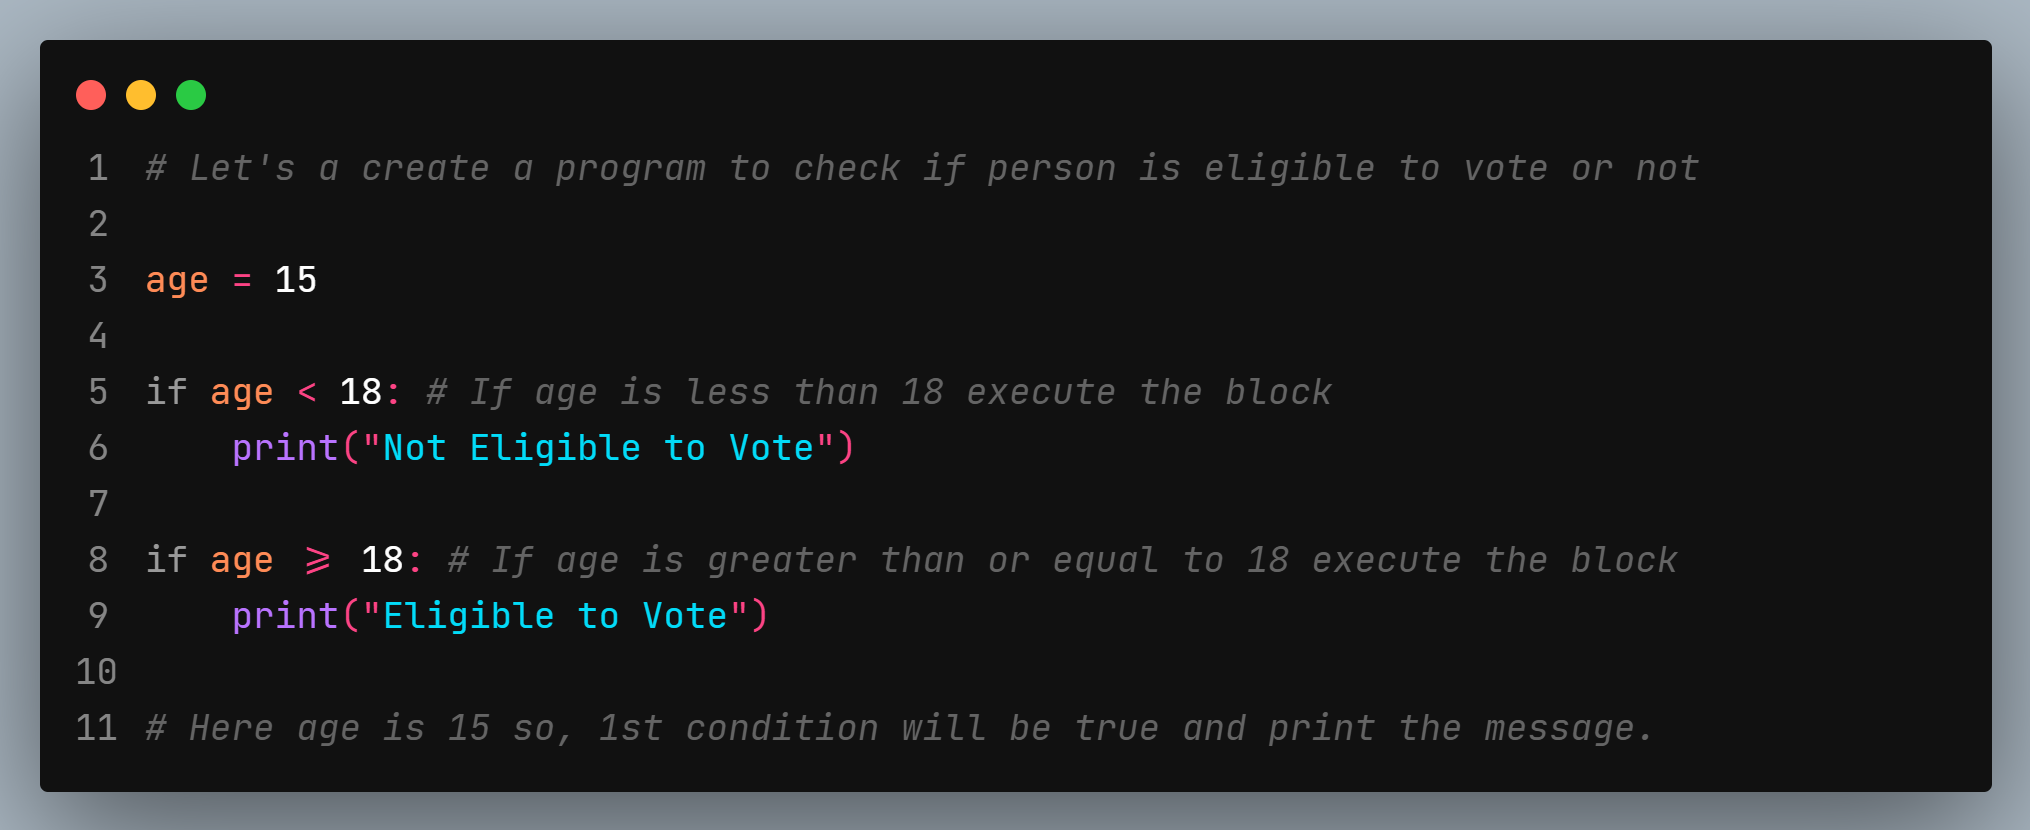 1 # Let's a create a program to check if person is eligible to vote or not
2
3 age = 15
4
5 if age < 18: # If age is less than 18 execute the block
6     print("Not Eligible to Vote")
7
8 if age >= 18: # If age is greater than or equal to 18 execute the block
9     print("Eligible to Vote")
10
11 # Here age is 15 so, 1st condition will be true and print the message.